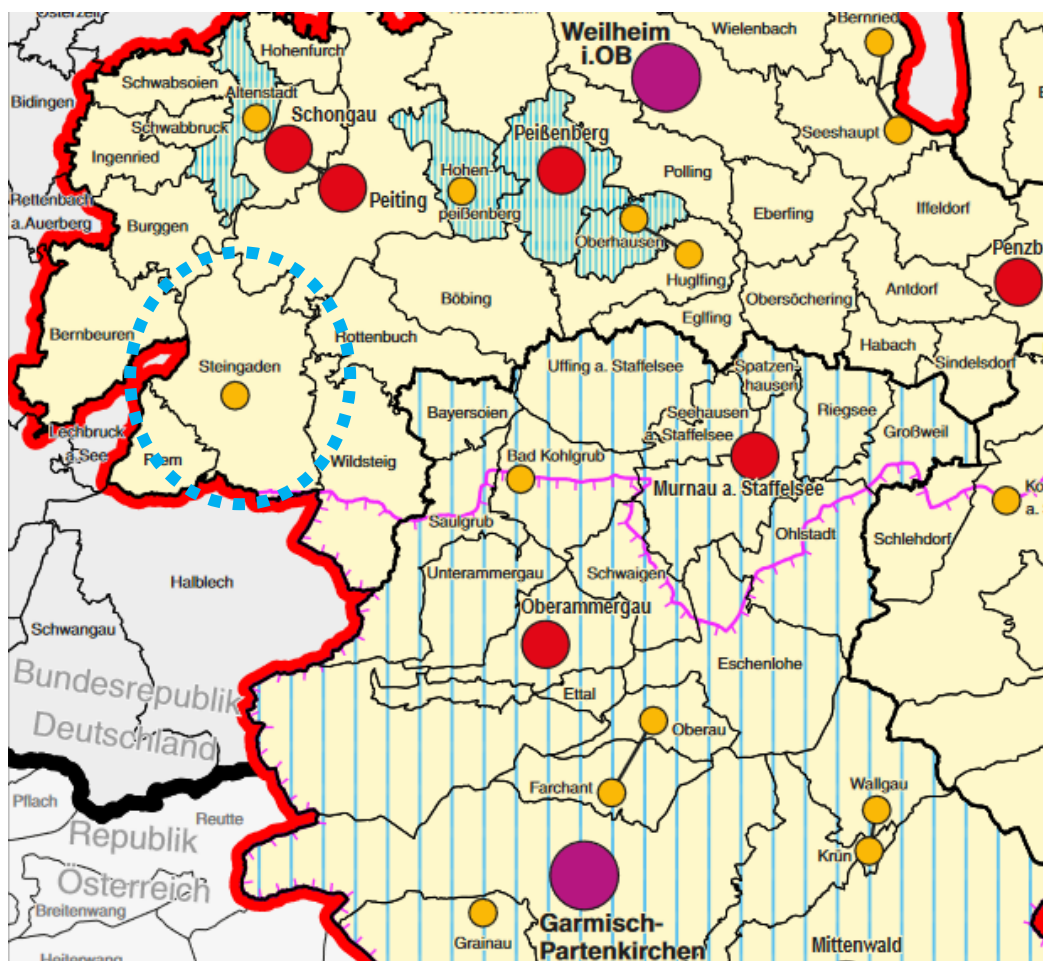 Osterzell
Bernried
Hohenfurch
Weilheim
i.OB
Wielenbach
Schwabsoien
Bidingen
Altenstadt
Schongau
Schwabbruck
Peißenberg
Seeshaupt
Ingenried
Hohen-
peißenberg
Polling
Rettenbach
a.Auerberg
Peiting
Iffeldorf
Burggen
Eberfing
Oberhausen
Penzb
Huglfing
Antdorf
Böbing
Obersöchering
Eglfing
Bernbeuren
Rottenbuch
Habach
Steingaden
Uffing a. Staffelsee
Spatzen-
hausen
Sindelsdorf
Bayersoien
Seehausen
a. Staffelsee
Riegsee
Großweil
Lechbruck
a.See
Prem
Wildsteig
Bad Kohlgrub
Murnau a. Staffelsee
Saulgrub
Ohlstadt
Schlehdorf
Halblech
Unterammergau
Schwaigen
Oberammergau
Schwangau
Eschenlohe
Bundesrepublik
Deutschland
Ettal
Oberau
Farchant
Wallgau
Pflach
Reutte
Republik
Österreich
Krün
Breitenwang
Garmisch-
Partenkirchen
Grainau
Mittenwald
Heiterwang